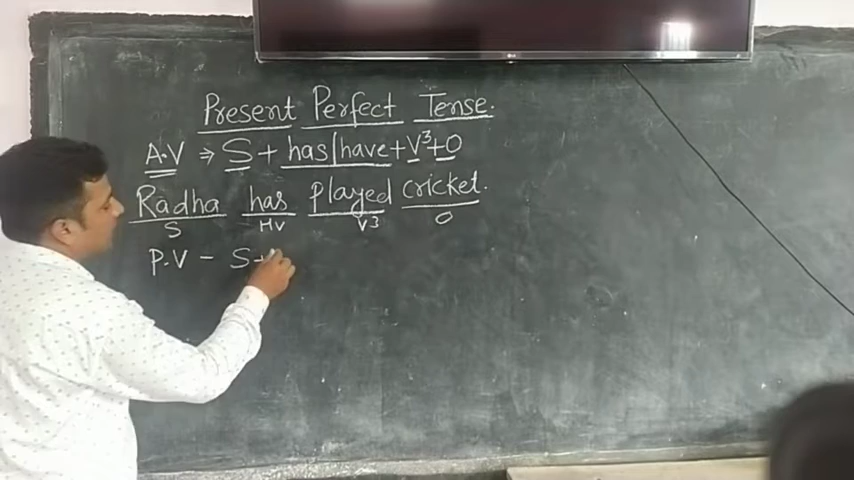 Present Perfect Tense.
A.V ⇒ S + has/have + V³ + O
Radha has played cricket.
S Hv V3 O
P.V - S +